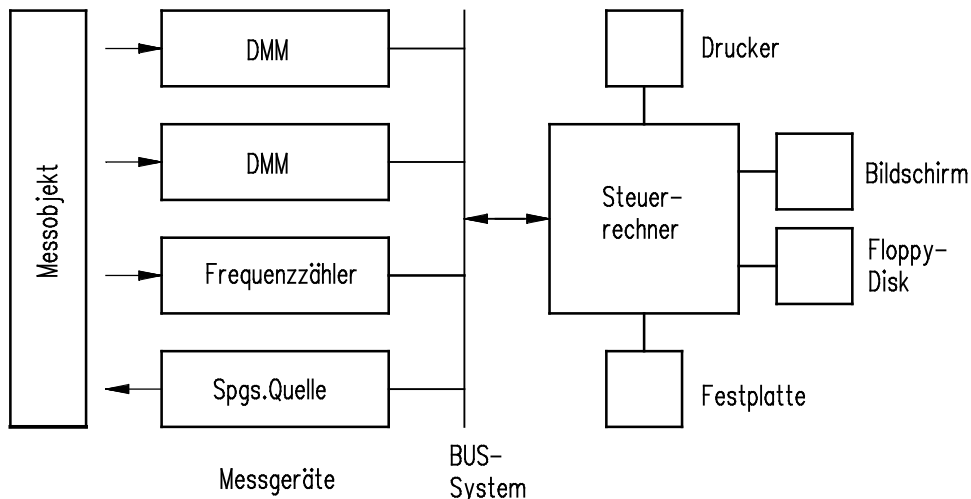 Messobjekt
DMM
DMM
Frequenzzähler
Spgs.Quelle
Messgeräte
BUS-
System
Steuer-
rechner
Drucker
Bildschirm
Floppy-
Disk
Festplatte